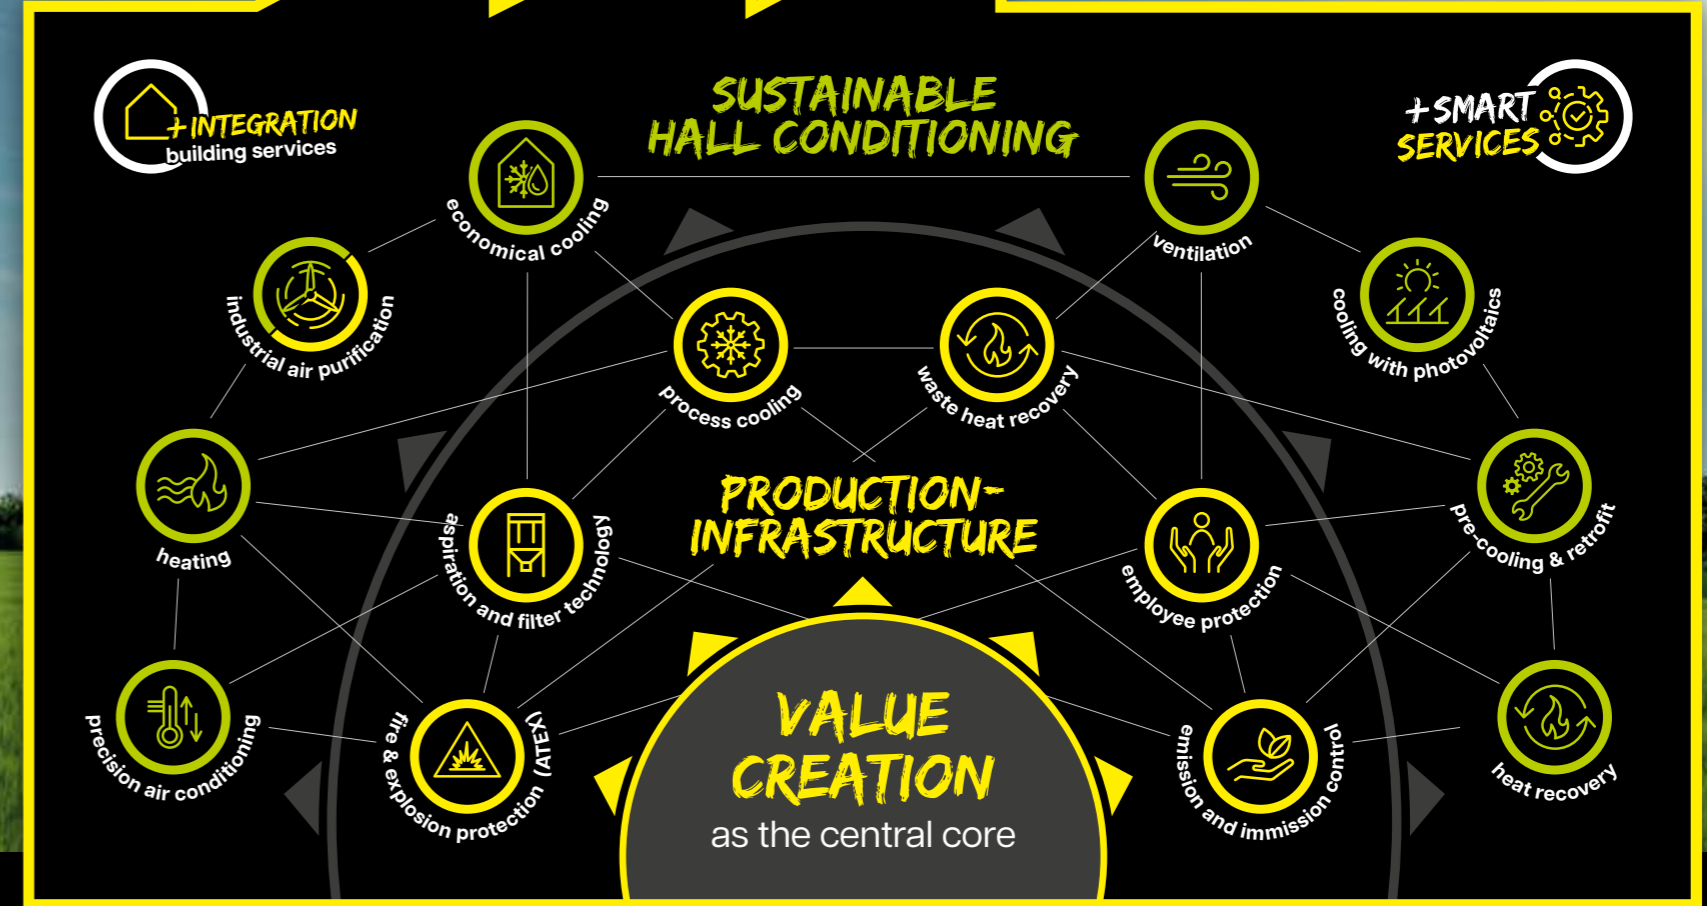 +INTEGRATION
building services
SUSTAINABLE
HALL CONDITIONING
+SMART
SERVICES
economical cooling
ventilation
industrial air purification
cooling with photovoltaics
process cooling
waste heat recovery
heating
aspiration and filter technology
PRODUCTION-
INFRASTRUCTURE
employee protection
pre-cooling & retrofit
precision air conditioning
fire & explosion protection (ATEX)
VALUE
CREATION
as the central core
emission and immission control
heat recovery